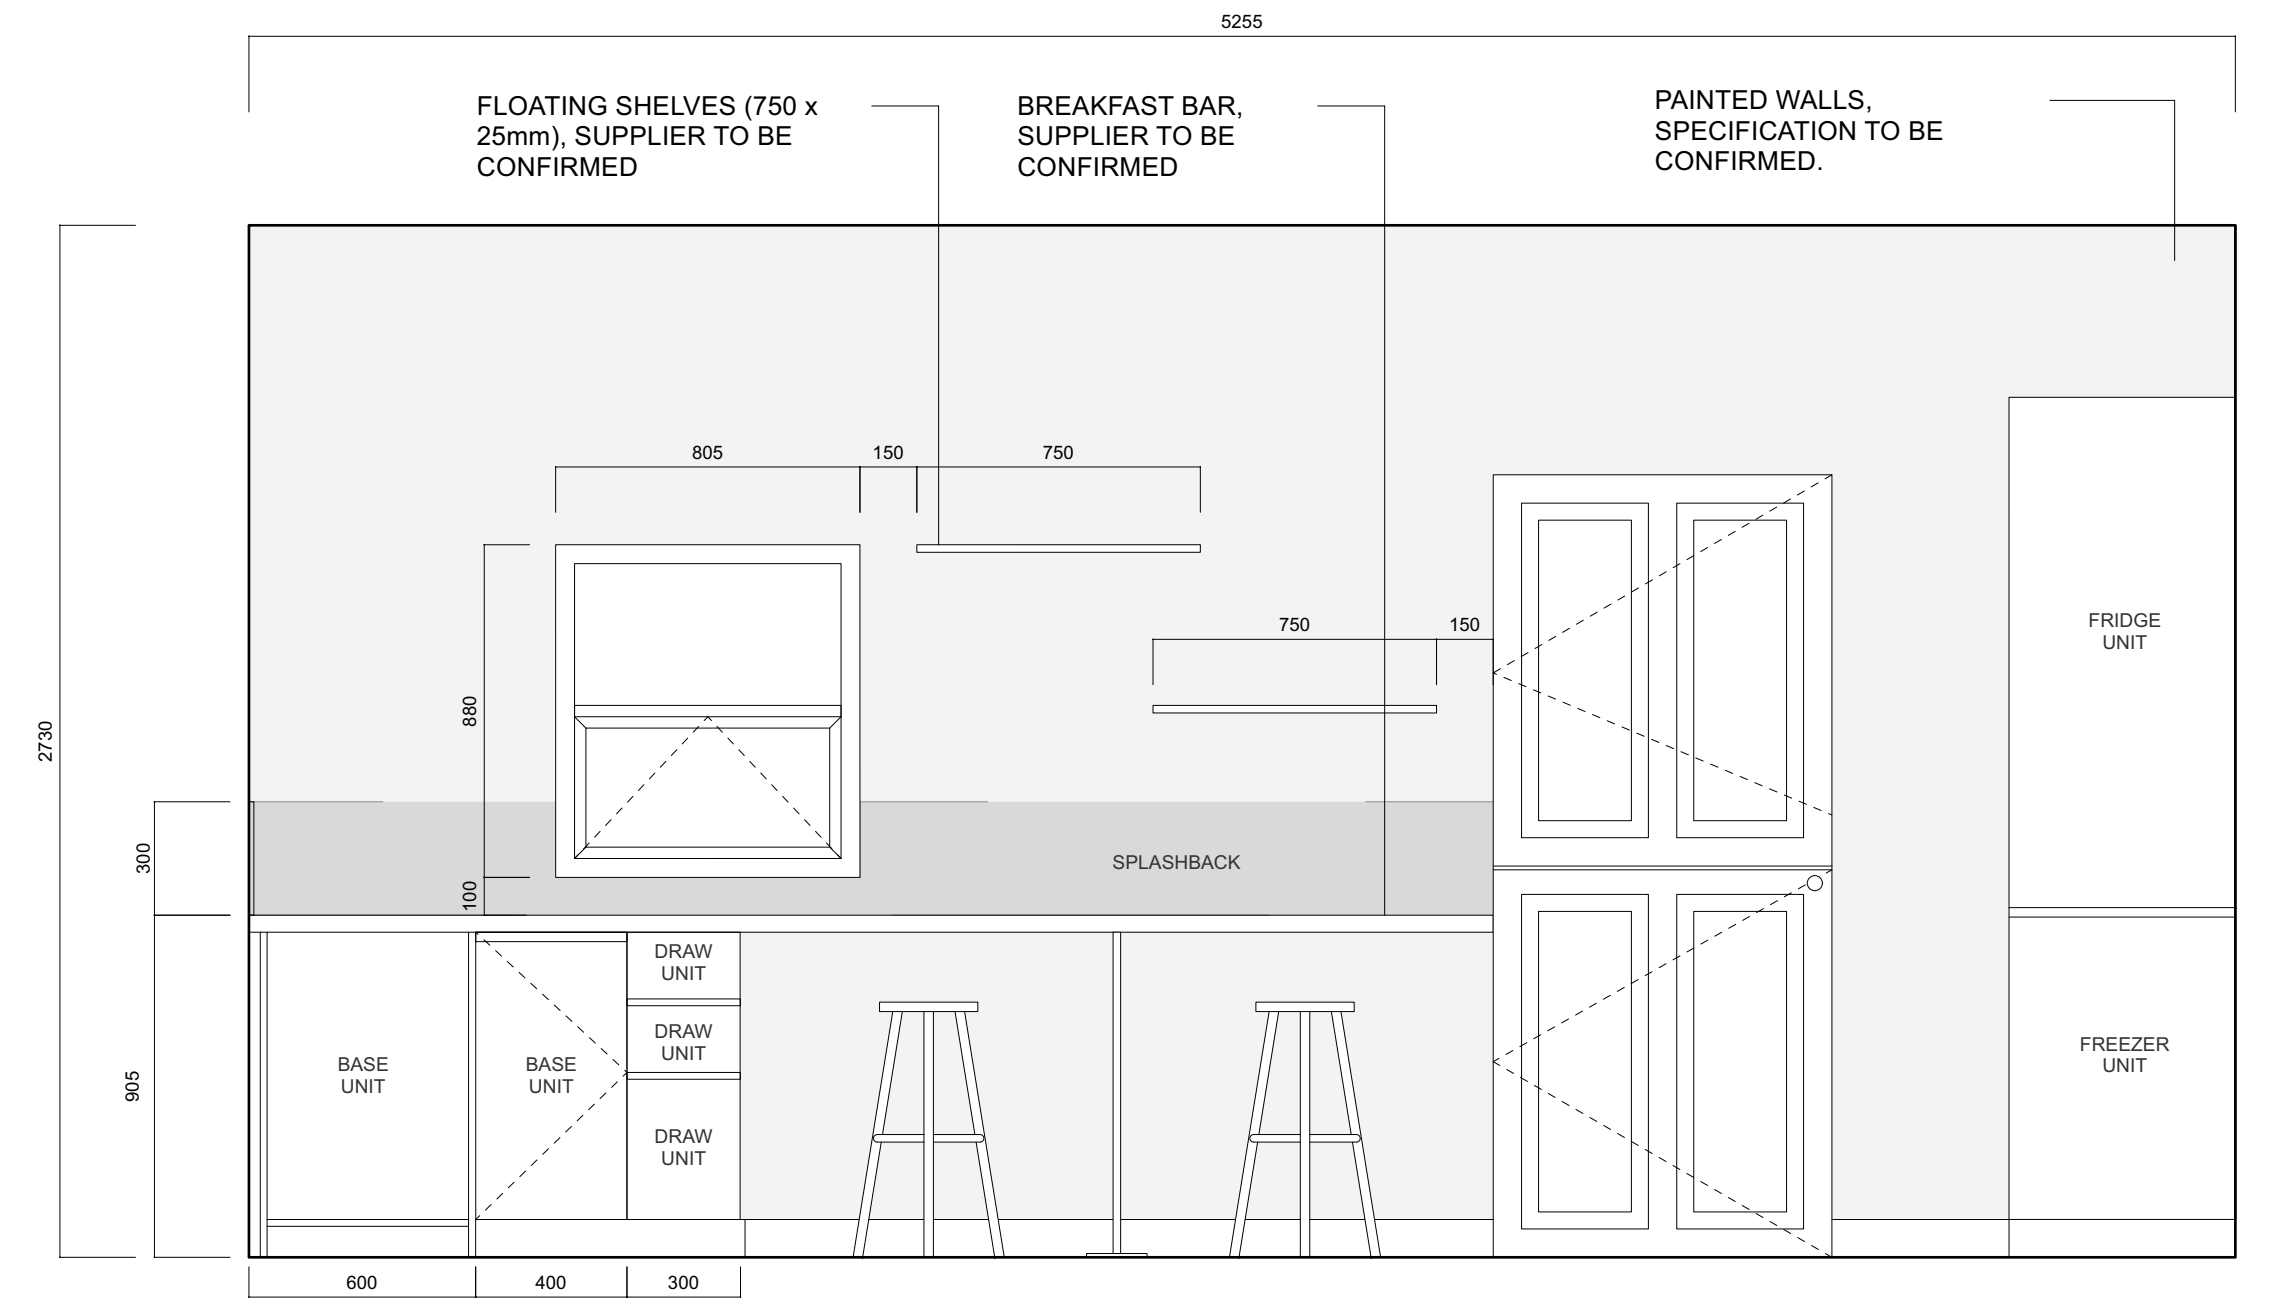 5255
FLOATING SHELVES (750 x
25mm), SUPPLIER TO BE
CONFIRMED
BREAKFAST BAR,
SUPPLIER TO BE
CONFIRMED
PAINTED WALLS,
SPECIFICATION TO BE
CONFIRMED.
805
150
750
750
150
FRIDGE
UNIT
880
2730
300
100
SPLASHBACK
905
BASE
UNIT
BASE
UNIT
DRAW
UNIT
DRAW
UNIT
DRAW
UNIT
FREEZER
UNIT
600
400
300